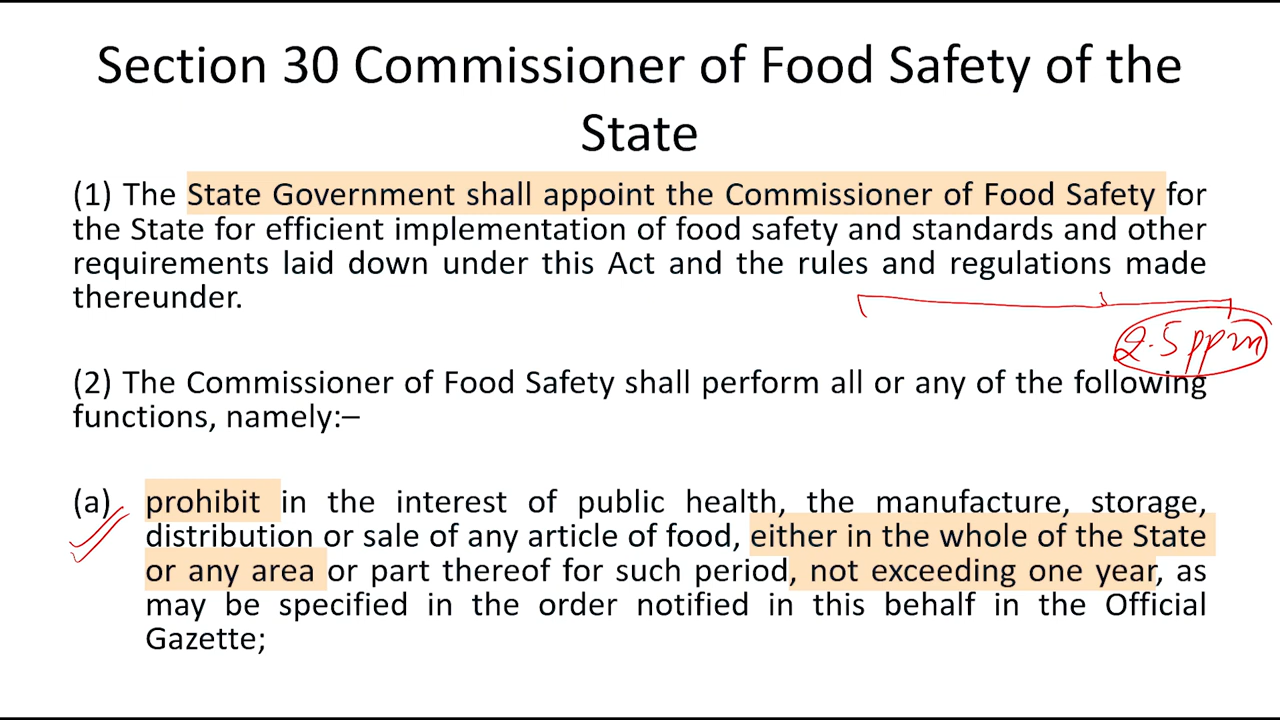 Section 30 Commissioner of Food Safety of the
State
(1) The State Government shall appoint the Commissioner of Food Safety for
the State for efficient implementation of food safety and standards and other
requirements laid down under this Act and the rules and regulations made
thereunder.
2.5 ppm
(2) The Commissioner of Food Safety shall perform all or any of the following
functions, namely:–
(a) prohibit in the interest of public health, the manufacture, storage,
distribution or sale of any article of food, either in the whole of the State
or any area or part thereof for such period, not exceeding one year, as
may be specified in the order notified in this behalf in the Official
Gazette;